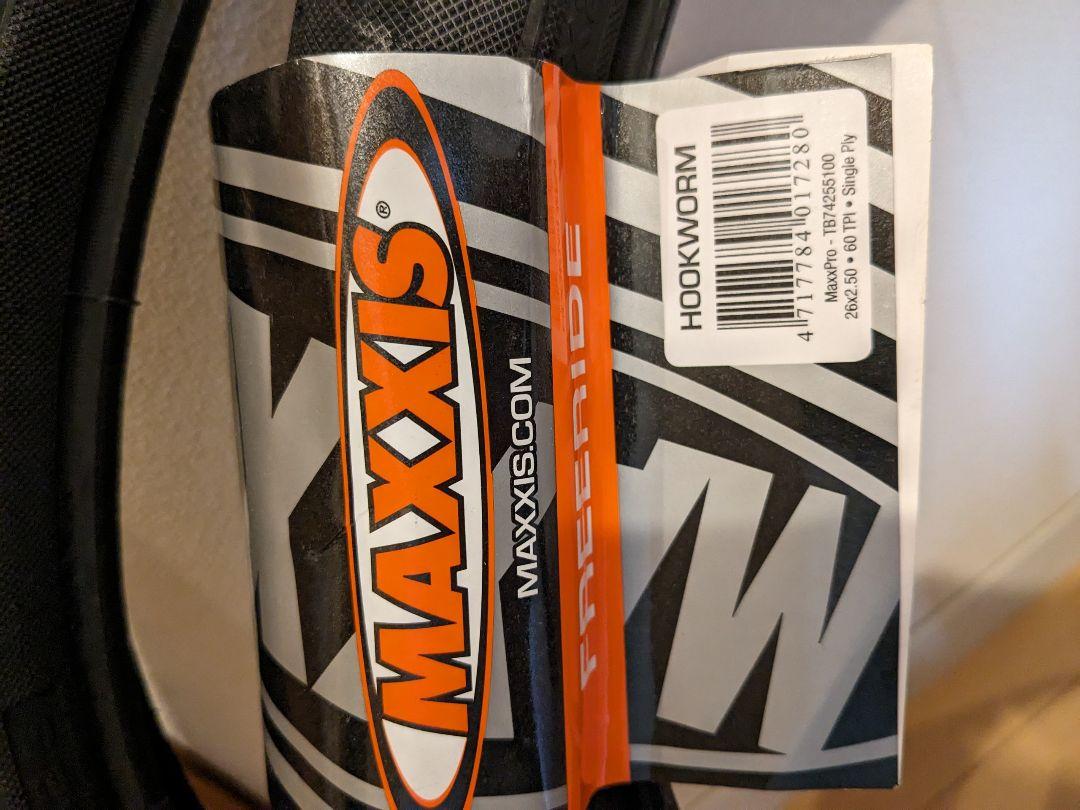 MAXXIS®
MAXXIS.COM
FREERIDE
HOOKWORM
4 717784 017280
MaxxPro - TB74255100
26x2.50 • 60 TPI • Single Ply